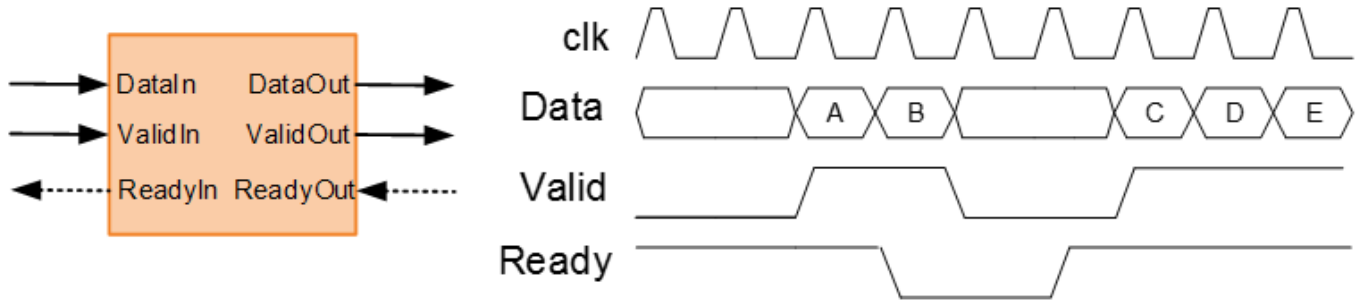 DataIn DataOut
ValidIn ValidOut
ReadyIn ReadyOut
clk
Data A B C D E
Valid
Ready